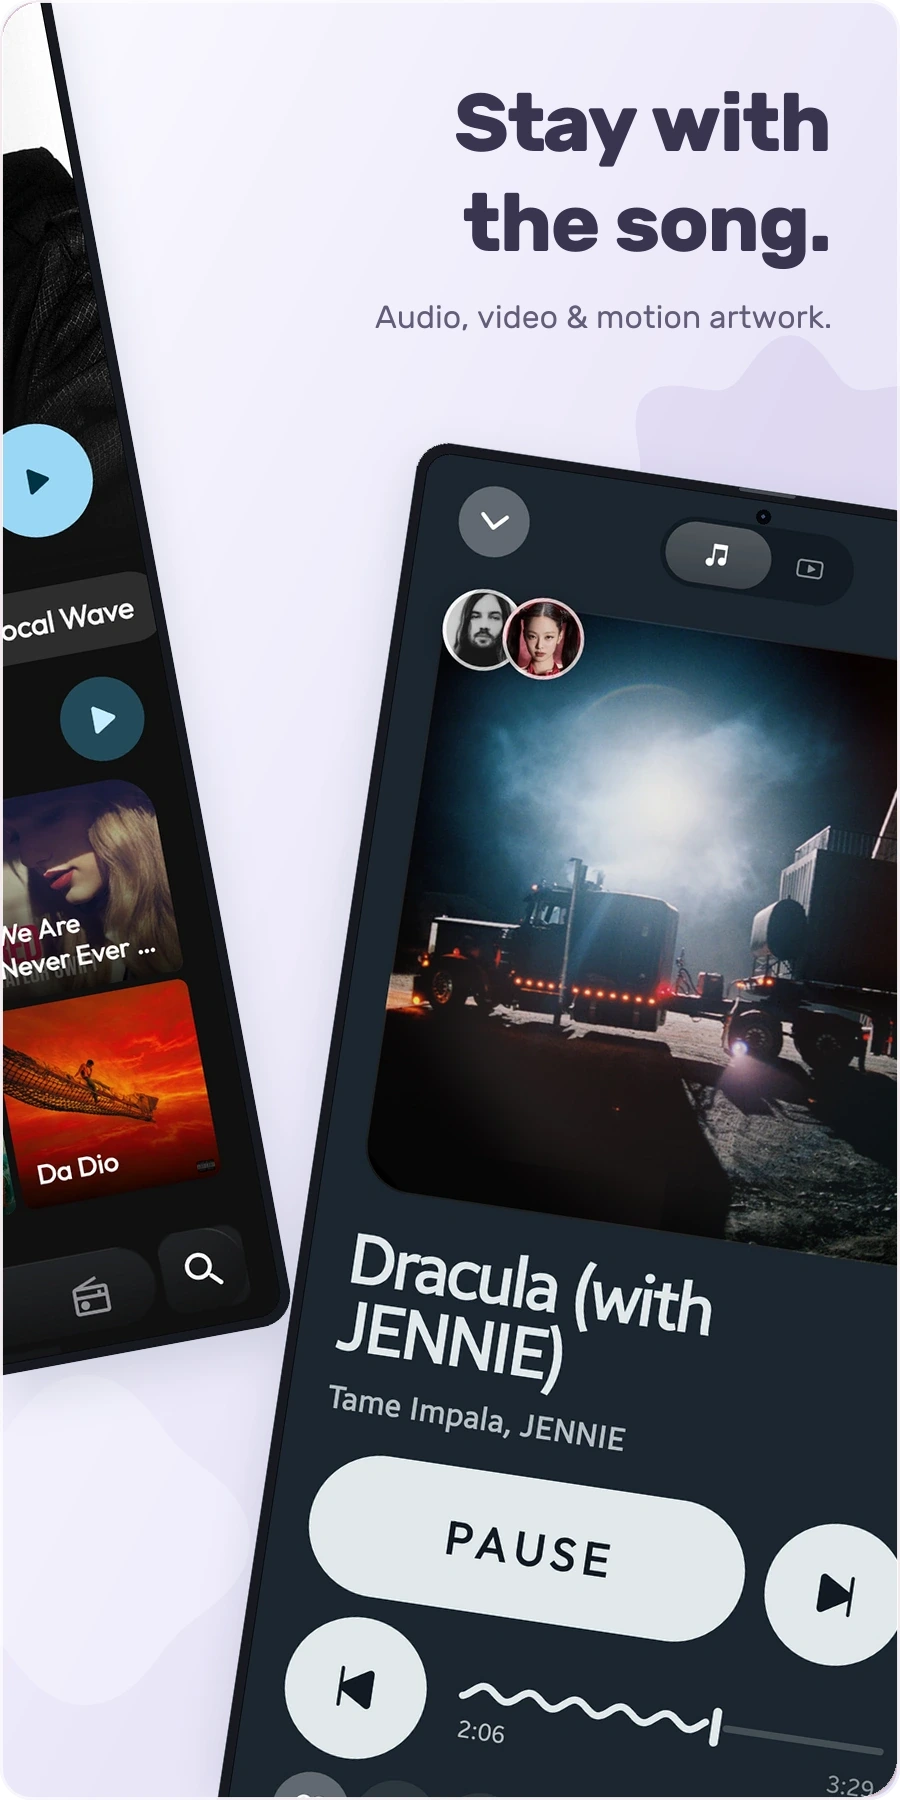 Stay with
the song.
Audio, video & motion artwork.
ocal Wave
We Are
Never Ever ...
Da Dio
Dracula (with
JENNIE)
Tame Impala, JENNIE
PAUSE
2:06
3:29